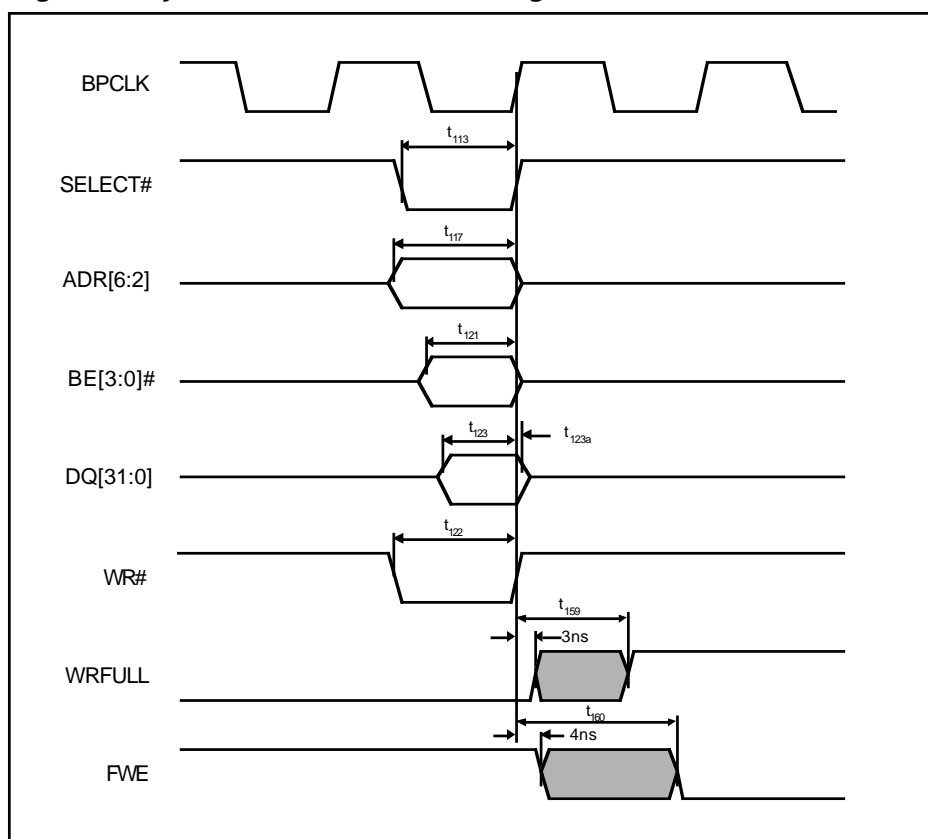 BPCLK
t113
SELECT#
t117
ADR[6:2]
t121
BE[3:0]#
t123
t123a
DQ[31:0]
t122
WR#
t159
3ns
WRFULL
t160
4ns
FWE